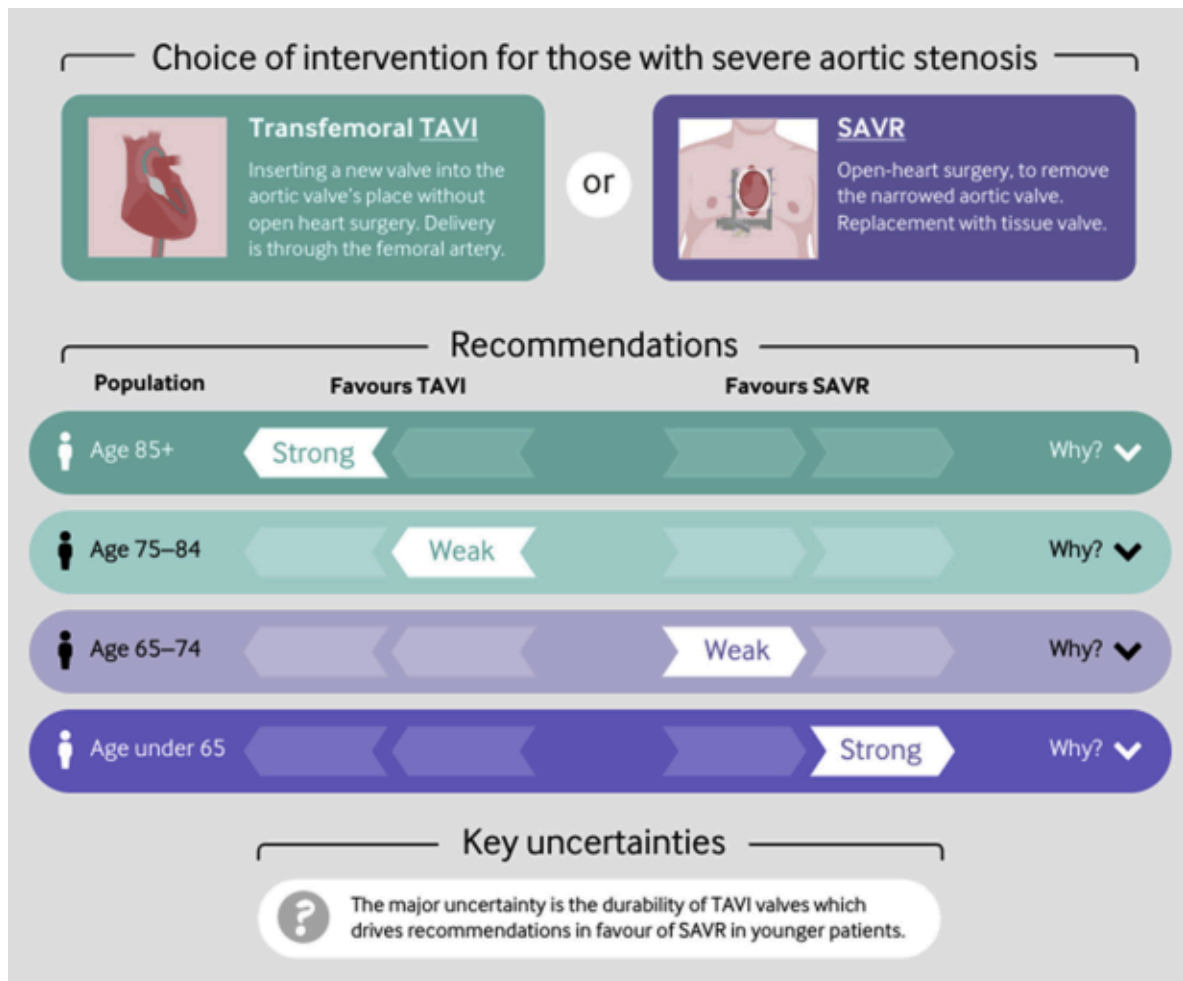 Choice of intervention for those with severe aortic stenosis
Transfemoral TAVI
Inserting a new valve into the
aortic valve's place without
open heart surgery. Delivery
is through the femoral artery.
or
SAVR
Open-heart surgery, to remove
the narrowed aortic valve.
Replacement with tissue valve.
Recommendations
Population
Favours TAVI
Favours SAVR
Age 85+
Strong
Why?
Age 75–84
Weak
Why?
Age 65–74
Weak
Why?
Age under 65
Strong
Why?
Key uncertainties
?
The major uncertainty is the durability of TAVI valves which
drives recommendations in favour of SAVR in younger patients.